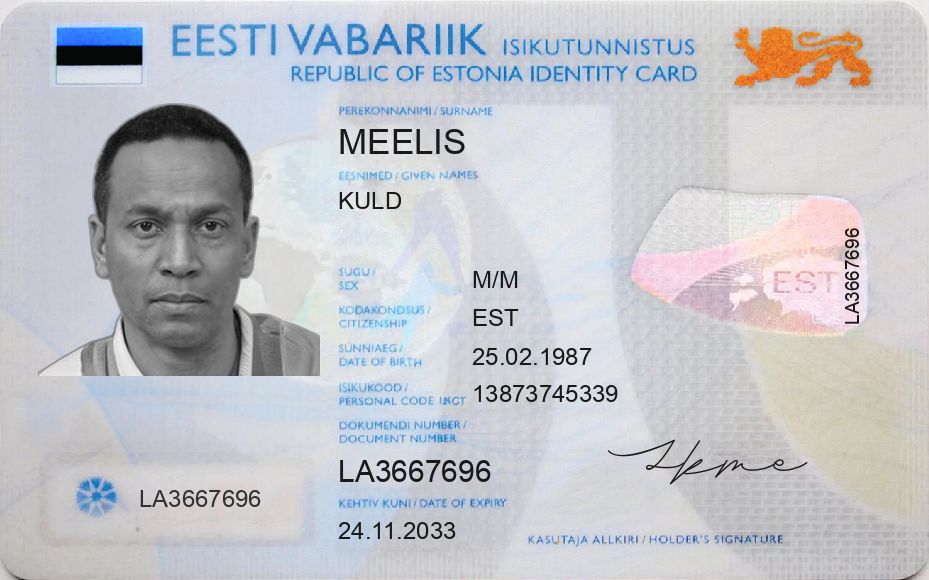 EESTI VABARIIK ISIKUTUNNISTUS
REPUBLIC OF ESTONIA IDENTITY CARD
PEREKONNANIMI / SURNAME
MEELIS
EESNIMED / GIVEN NAMES
KULD
SUGU /
SEX
M/M
KODAKONDSUS /
CITIZENSHIP
EST
SÜNNIAEG /
DATE OF BIRTH
25.02.1987
ISIKUKOOD /
PERSONAL CODE
13873745339
DOKUMENDI NUMBER /
DOCUMENT NUMBER
LA3667696
KEHTIV KUNI / DATE OF EXPIRY
24.11.2033
LA3667696
EST
LA3667696
KASUTAJA ALLKIRI / HOLDER'S SIGNATURE